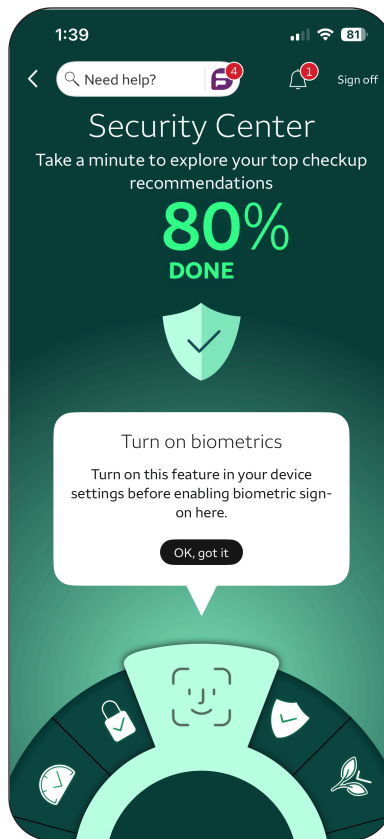 1:39
81
Need help?
4
1
Sign off
Security Center
Take a minute to explore your top checkup
recommendations
80%
DONE
Turn on biometrics
Turn on this feature in your device
settings before enabling biometric sign-
on here.
OK, got it